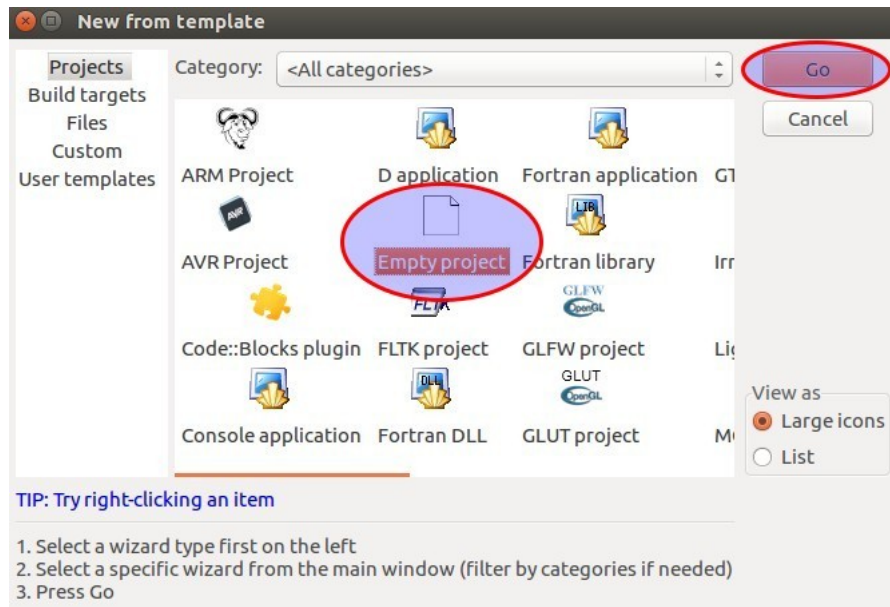 New from template
Projects
Build targets
Files
Custom
User templates
Category: <All categories>
Go
Cancel
ARM Project D application Fortran application GT
AVR
LIB
AVR Project Empty project Fortran library Irr
FLTK
GLFW
OpenGL
Code::Blocks plugin FLTK project GLFW project Lig
DLL
GLUT
OpenGL
Console application Fortran DLL GLUT project
View as
Large icons
List
TIP: Try right-clicking an item
1. Select a wizard type first on the left
2. Select a specific wizard from the main window (filter by categories if needed)
3. Press Go